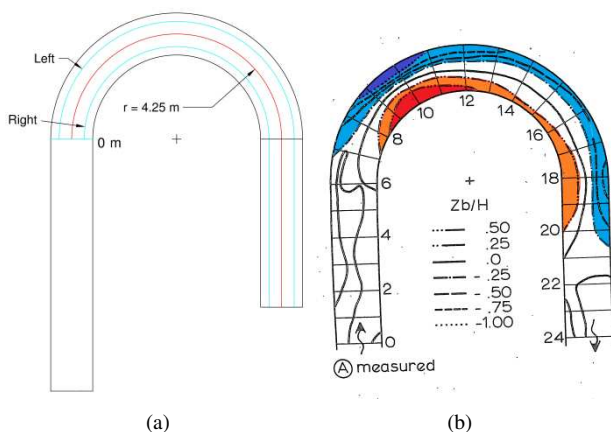 Left
Right
r = 4.25 m
0 m
(a)
8
10
12
14
16
18
20
22
24
6
4
2
0
Zb/H
.50
.25
.0
- .25
- .50
- .75
-1.00
Ⓐ measured
(b)